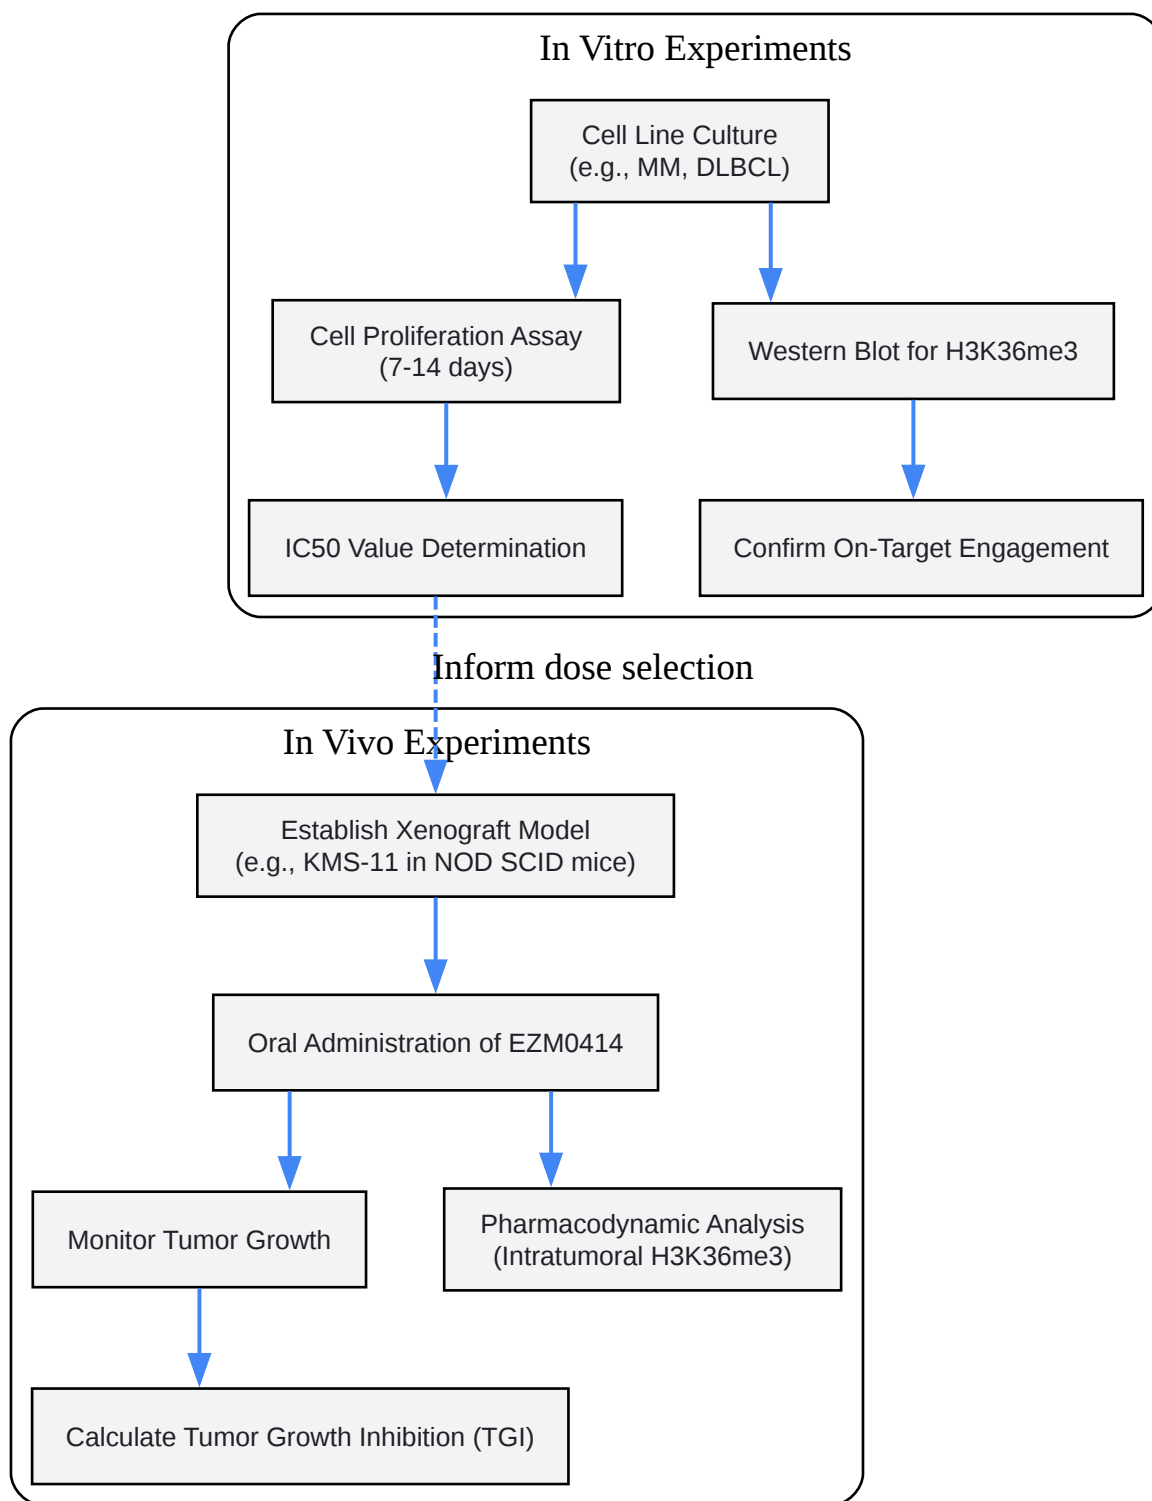 In Vitro Experiments
Cell Line Culture
(e.g., MM, DLBCL)
Cell Proliferation Assay
(7-14 days)
Western Blot for H3K36me3
IC50 Value Determination
Confirm On-Target Engagement
Inform dose selection
In Vivo Experiments
Establish Xenograft Model
(e.g., KMS-11 in NOD SCID mice)
Oral Administration of EZM0414
Monitor Tumor Growth
Pharmacodynamic Analysis
(Intratumoral H3K36me3)
Calculate Tumor Growth Inhibition (TGI)